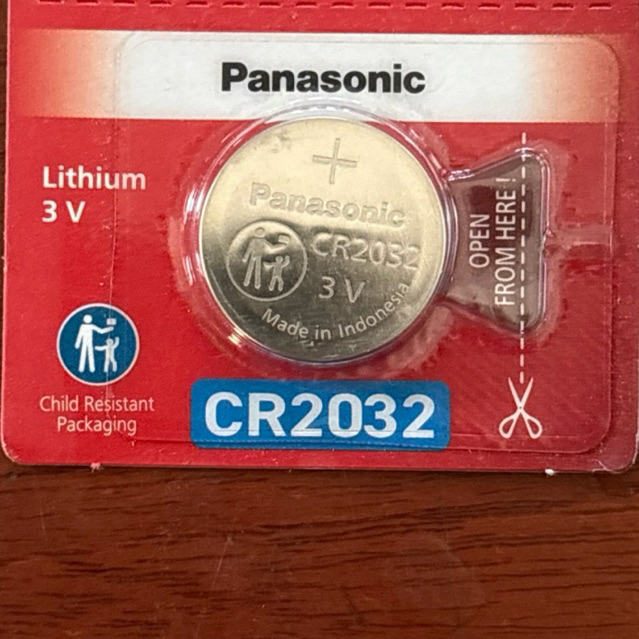 Panasonic
Lithium
3 V
+
Panasonic
CR2032
3 V
Made in Indonesia
OPEN
FROM HERE !
Child Resistant
Packaging
CR2032